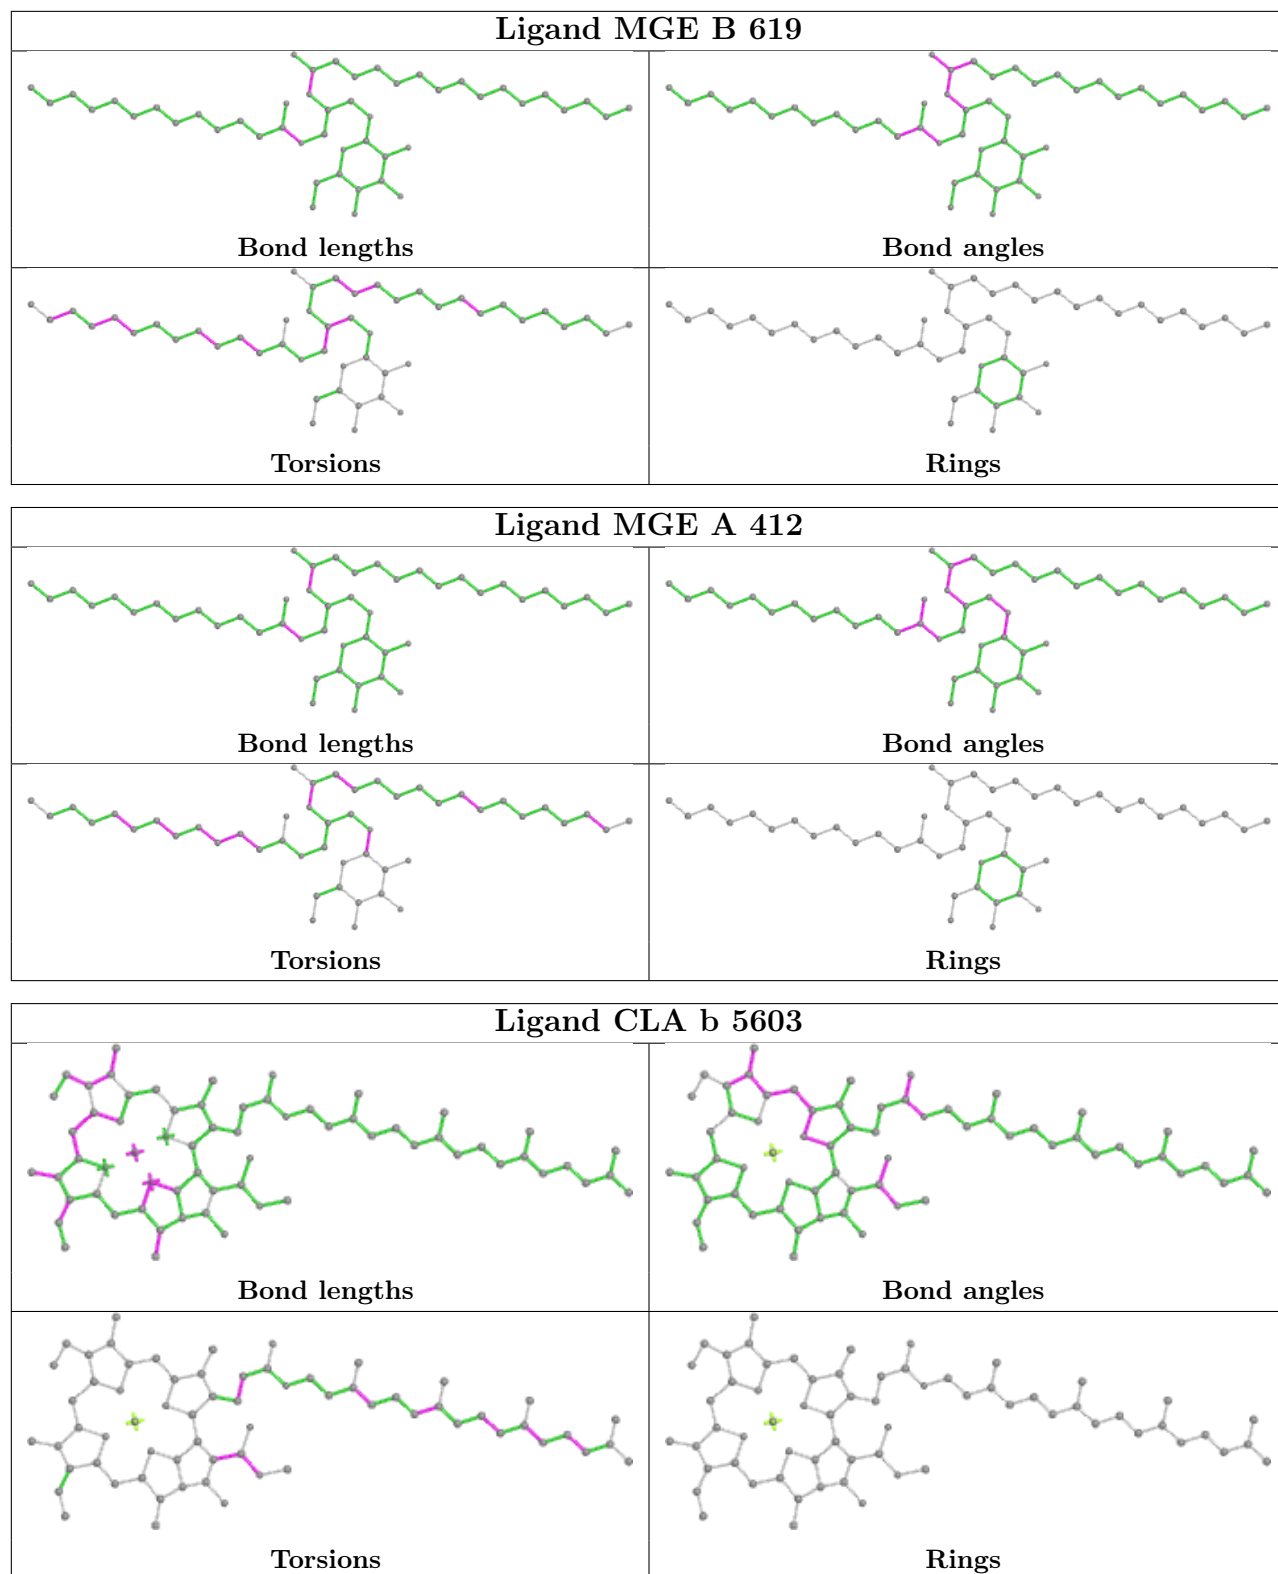 Ligand MGE B 619
Bond lengths
Bond angles
Torsions
Rings
Ligand MGE A 412
Bond lengths
Bond angles
Torsions
Rings
Ligand CLA b 5603
Bond lengths
Bond angles
Torsions
Rings